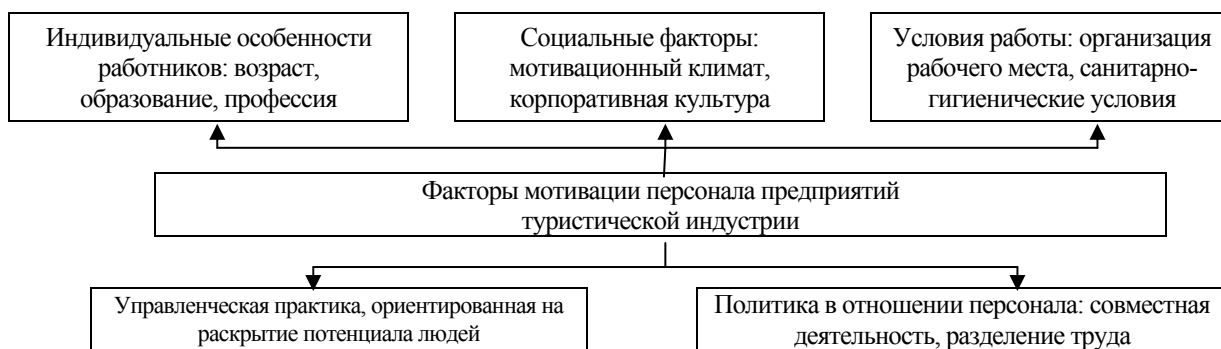 Индивидуальные особенности
работников: возраст,
образование, профессия
Социальные факторы:
мотивационный климат,
корпоративная культура
Условия работы: организация
рабочего места, санитарно-
гигиенические условия
Факторы мотивации персонала предприятий
туристической индустрии
Управленческая практика, ориентированная на
раскрытие потенциала людей
Политика в отношении персонала: совместная
деятельность, разделение труда